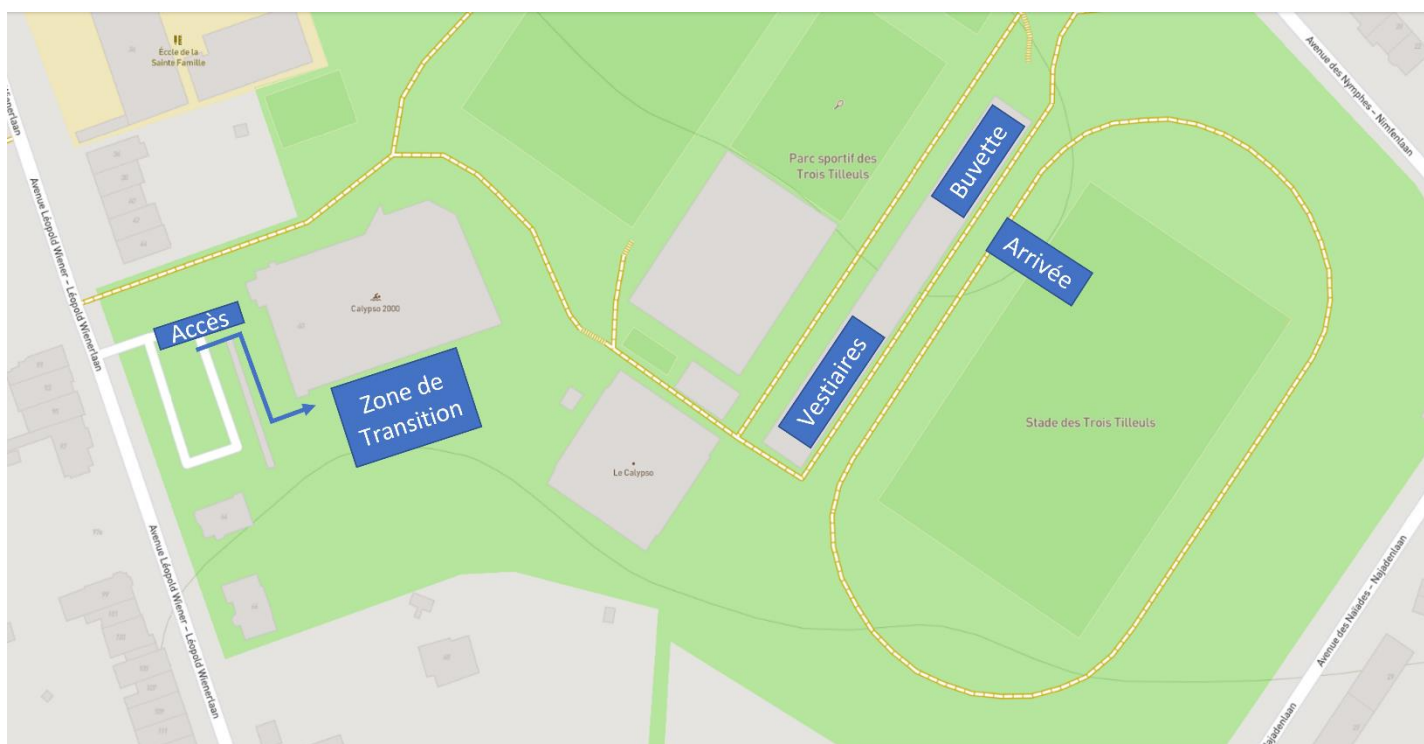 École de la
Sainte Famille
Avenue des Nymphes – Nimfenlaan
Wienerlaan
Buvette
Parc sportif des
Trois Tilleuls
Avenue Léopold Wiener – Léopold Wienerlaan
Arrivée
Calypso 2000
Accès
Vestiaires
Zone de
Transition
Stade des Trois Tilleuls
Le Calypso
Avenue Léopold Wiener – Léopold Wienerlaan
Avenue des Naïades – Najadenlaan
Najadenlaan